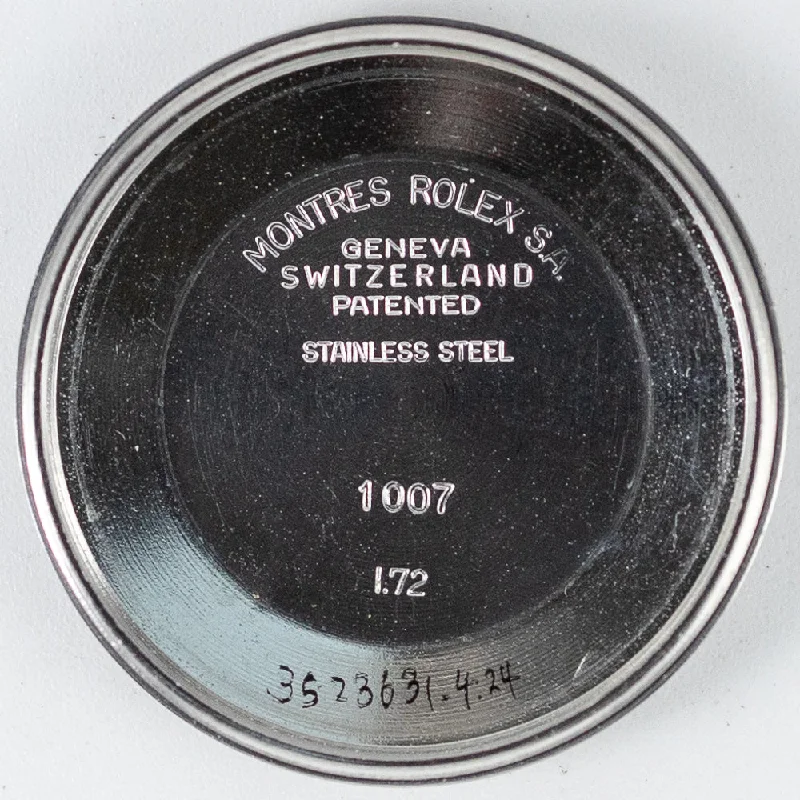 MONTRES ROLEX S.A.
GENEVA
SWITZERLAND
PATENTED
STAINLESS STEEL
1007
I.72
3523631.4.24